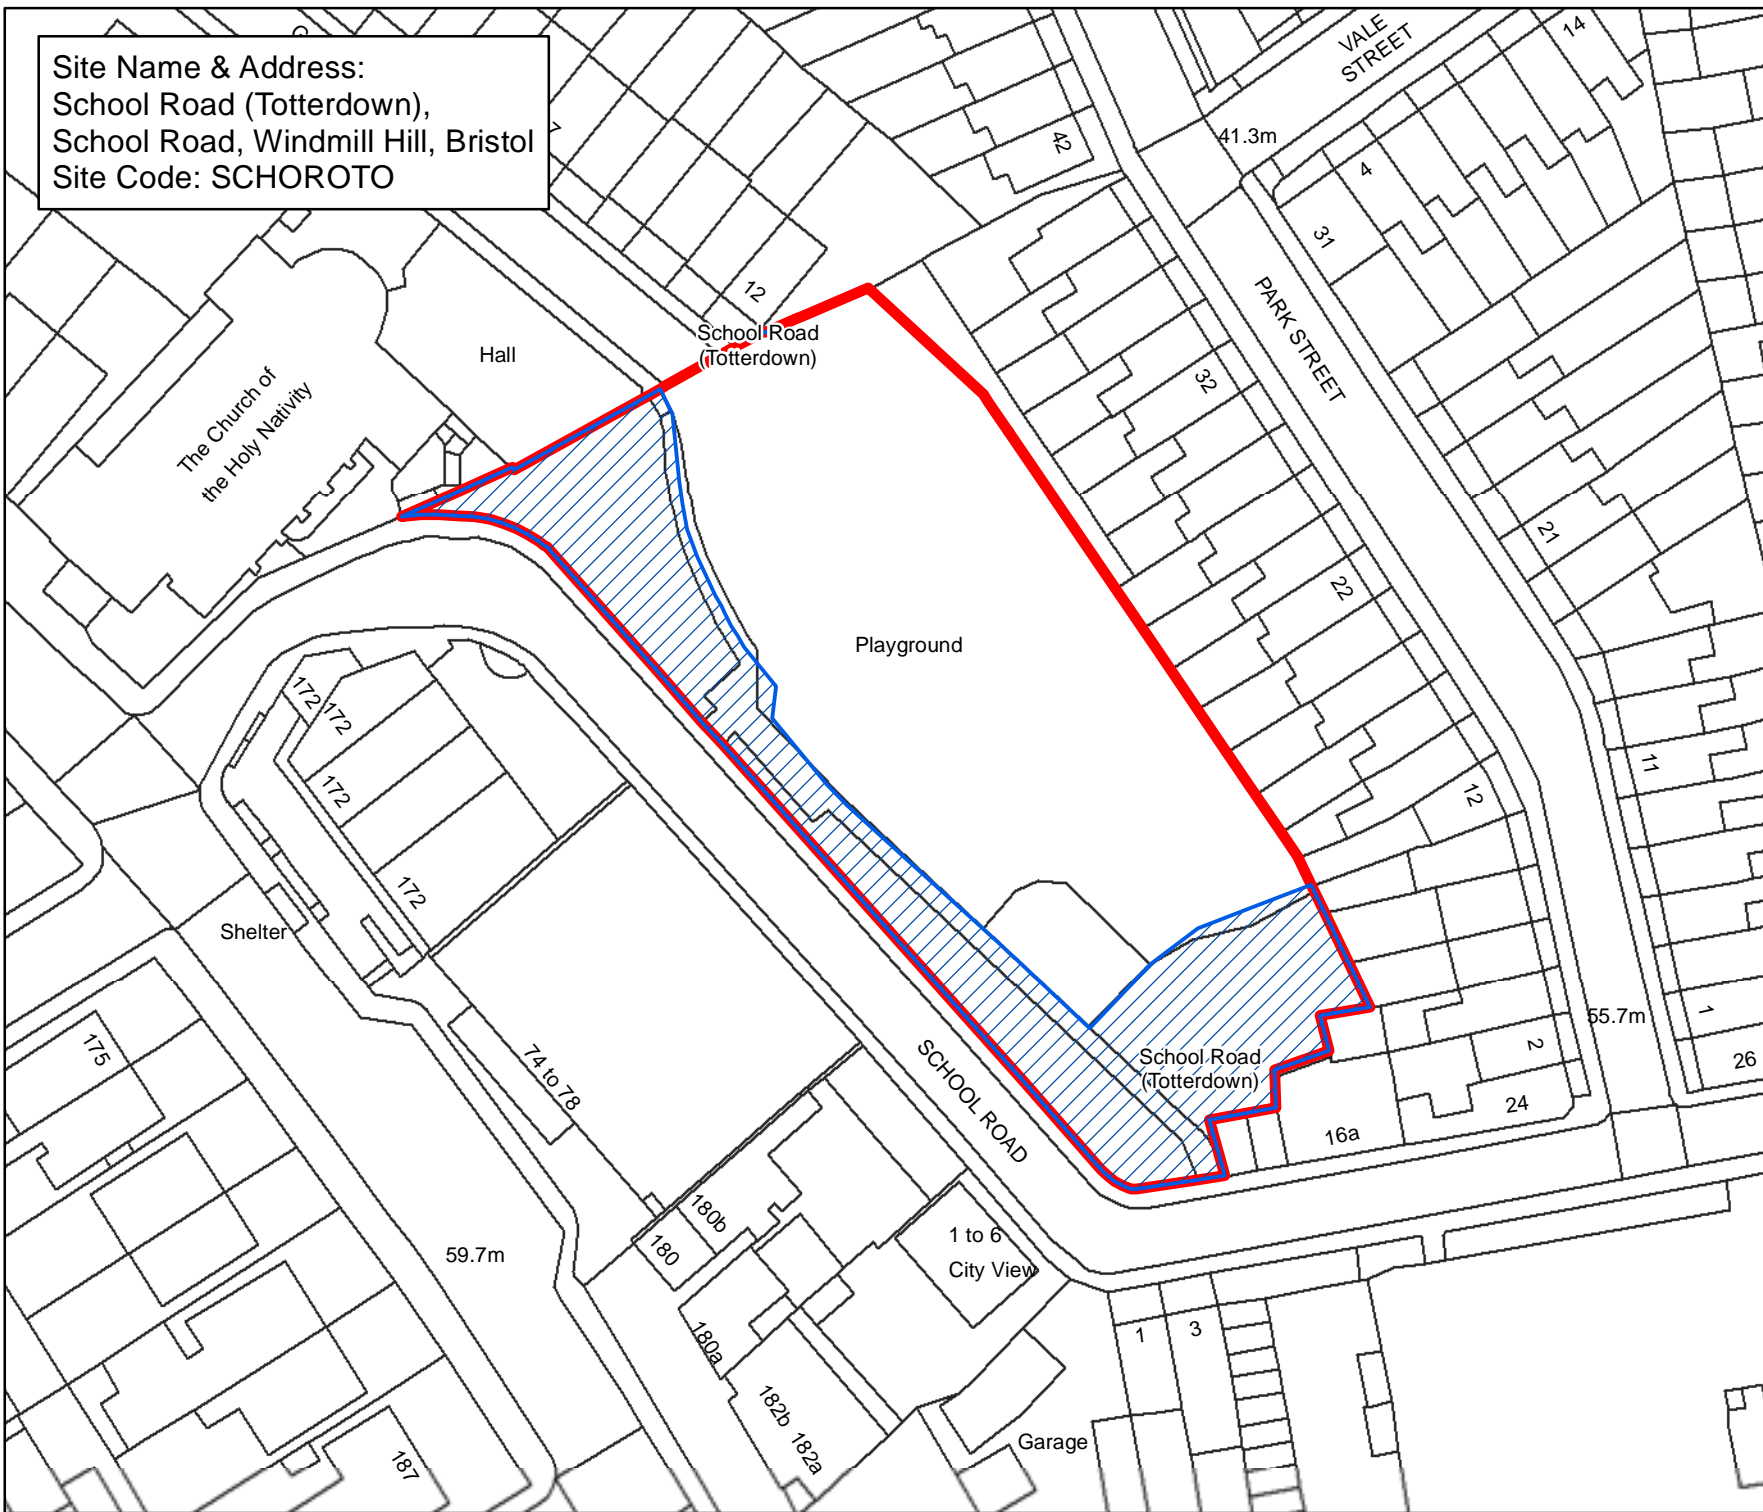 Site Name & Address:
School Road (Totterdown),
School Road, Windmill Hill, Bristol
Site Code: SCHOROTO
VALE
STREET
14
42
41.3m
4
31
12
School Road
(Totterdown)
Hall
PARK STREET
32
The Church of
the Holy Nativity
21
22
Playground
172
172
172
172
11
12
Shelter
175
74 to 78
SCHOOL ROAD
School Road
(Totterdown)
55.7m
1
2
26
24
16a
180b
180
59.7m
1 to 6
City View
180a
1
3
182b
182a
Garage
187